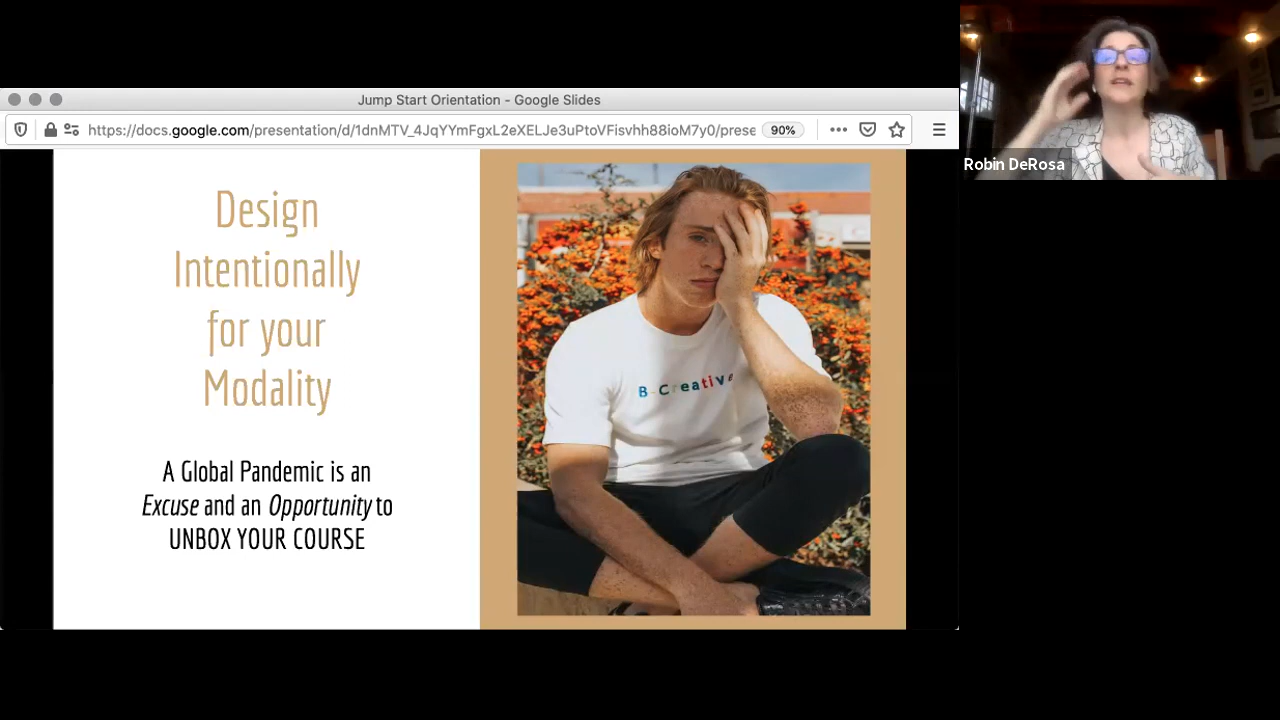 Jump Start Orientation - Google Slides
https://docs.google.com/presentation/d/1dnMTV_4JqYYmFgxL2eXELJe3uPtoVFisvhh88ioM7y0/prese
90%
Robin DeRosa
Design
Intentionally
for your
Modality
A Global Pandemic is an
Excuse and an Opportunity to
UNBOX YOUR COURSE
B-Creative